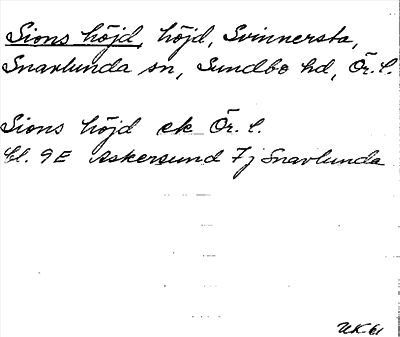 Sions höjd, höjd, Svinnersta,
Snavlunda sn, Sundbo hd, Ör. l.
Sions höjd ek Ör. l.
bl. 9E Askersund 7j Snavlunda
UK-61